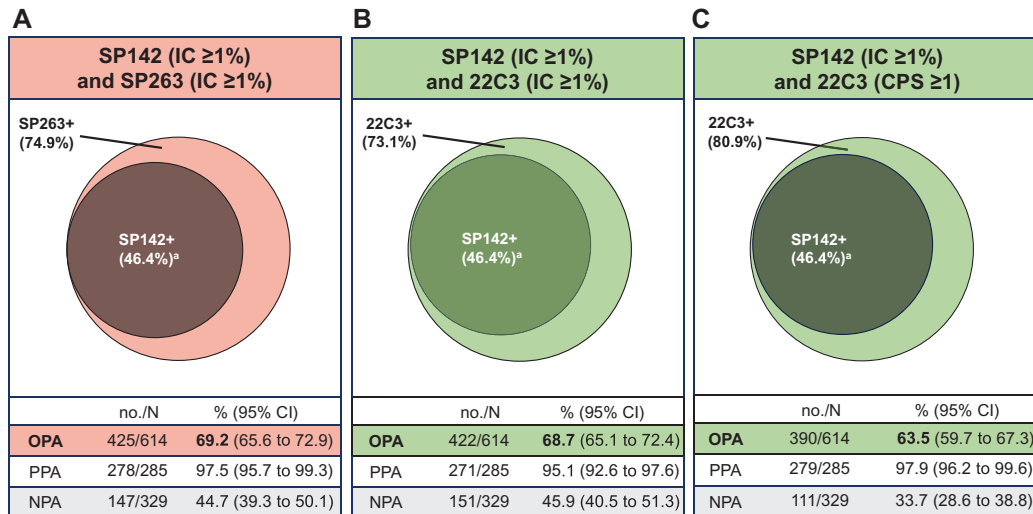 A
SP142 (IC ≥1%)
and SP263 (IC ≥1%)
SP263+
(74.9%)
SP142+
(46.4%)ᵃ
no./N % (95% CI)
OPA 425/614 69.2 (65.6 to 72.9)
PPA 278/285 97.5 (95.7 to 99.3)
NPA 147/329 44.7 (39.3 to 50.1)
B
SP142 (IC ≥1%)
and 22C3 (IC ≥1%)
22C3+
(73.1%)
SP142+
(46.4%)ᵃ
no./N % (95% CI)
OPA 422/614 68.7 (65.1 to 72.4)
PPA 271/285 95.1 (92.6 to 97.6)
NPA 151/329 45.9 (40.5 to 51.3)
C
SP142 (IC ≥1%)
and 22C3 (CPS ≥1)
22C3+
(80.9%)
SP142+
(46.4%)ᵃ
no./N % (95% CI)
OPA 390/614 63.5 (59.7 to 67.3)
PPA 279/285 97.9 (96.2 to 99.6)
NPA 111/329 33.7 (28.6 to 38.8)